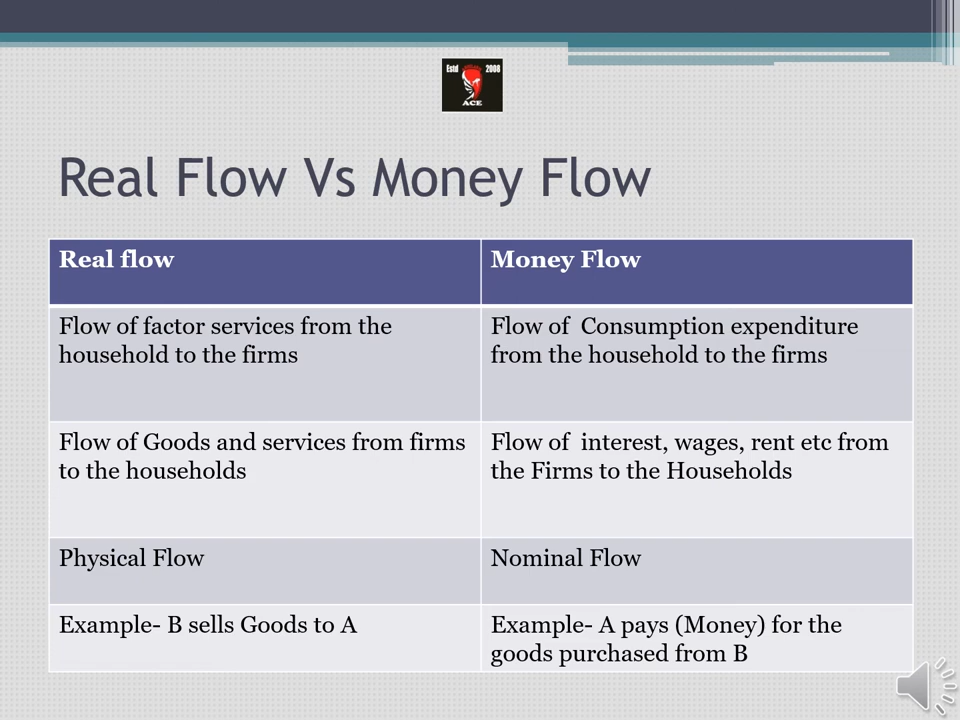 Estd 2008
ACE
Real Flow Vs Money Flow
Real flow
Money Flow
Flow of factor services from the
household to the firms
Flow of  Consumption expenditure
from the household to the firms
Flow of Goods and services from firms
to the households
Flow of  interest, wages, rent etc from
the Firms to the Households
Physical Flow
Nominal Flow
Example- B sells Goods to A
Example- A pays (Money) for the
goods purchased from B